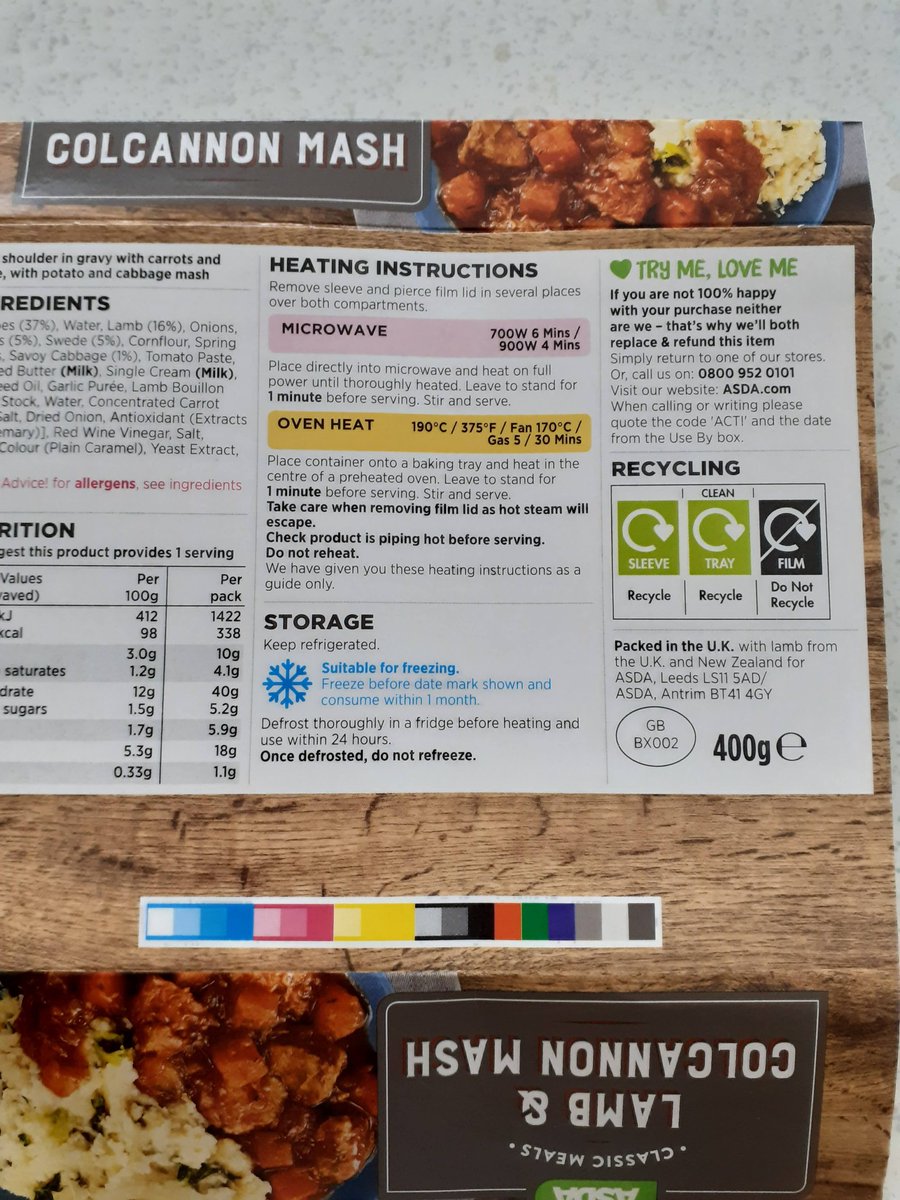 COLCANNON MASH
shoulder in gravy with carrots and
, with potato and cabbage mash
REDIENTS
es (37%), Water, Lamb (16%), Onions,
s (5%), Swede (5%), Cornflour, Spring
, Savoy Cabbage (1%), Tomato Paste,
ed Butter (Milk), Single Cream (Milk),
eed Oil, Garlic Purée, Lamb Bouillon
Stock, Water, Concentrated Carrot
Salt, Dried Onion, Antioxidant (Extracts
emary)], Red Wine Vinegar, Salt,
Colour (Plain Caramel), Yeast Extract,
Advice! for allergens, see ingredients
RITION
gest this product provides 1 serving
Values Per Per
aved) 100g pack
kJ 412 1422
kcal 98 338
3.0g 10g
saturates 1.2g 4.1g
drate 12g 40g
sugars 1.5g 5.2g
1.7g 5.9g
5.3g 18g
0.33g 1.1g
HEATING INSTRUCTIONS
Remove sleeve and pierce film lid in several places
over both compartments.
MICROWAVE 700W 6 Mins /
900W 4 Mins
Place directly into microwave and heat on full
power until thoroughly heated. Leave to stand for
1 minute before serving. Stir and serve.
OVEN HEAT 190°C / 375°F / Fan 170°C /
Gas 5 / 30 Mins
Place container onto a baking tray and heat in the
centre of a preheated oven. Leave to stand for
1 minute before serving. Stir and serve.
Take care when removing film lid as hot steam will
escape.
Check product is piping hot before serving.
Do not reheat.
We have given you these heating instructions as a
guide only.
STORAGE
Keep refrigerated.
Suitable for freezing.
Freeze before date mark shown and
consume within 1 month.
Defrost thoroughly in a fridge before heating and
use within 24 hours.
Once defrosted, do not refreeze.
TRY ME, LOVE ME
If you are not 100% happy
with your purchase neither
are we – that's why we'll both
replace & refund this item
Simply return to one of our stores.
Or, call us on: 0800 952 0101
Visit our website: ASDA.com
When calling or writing please
quote the code 'ACT!' and the date
from the Use By box.
RECYCLING
CLEAN
SLEEVE TRAY FILM
Recycle Recycle Do Not
Recycle
Packed in the U.K. with lamb from
the U.K. and New Zealand for
ASDA, Leeds LS11 5AD/
ASDA, Antrim BT41 4GY
GB
BX002
400g e
ASDA
• CLASSIC MEALS •
LAMB &
COLCANNON MASH